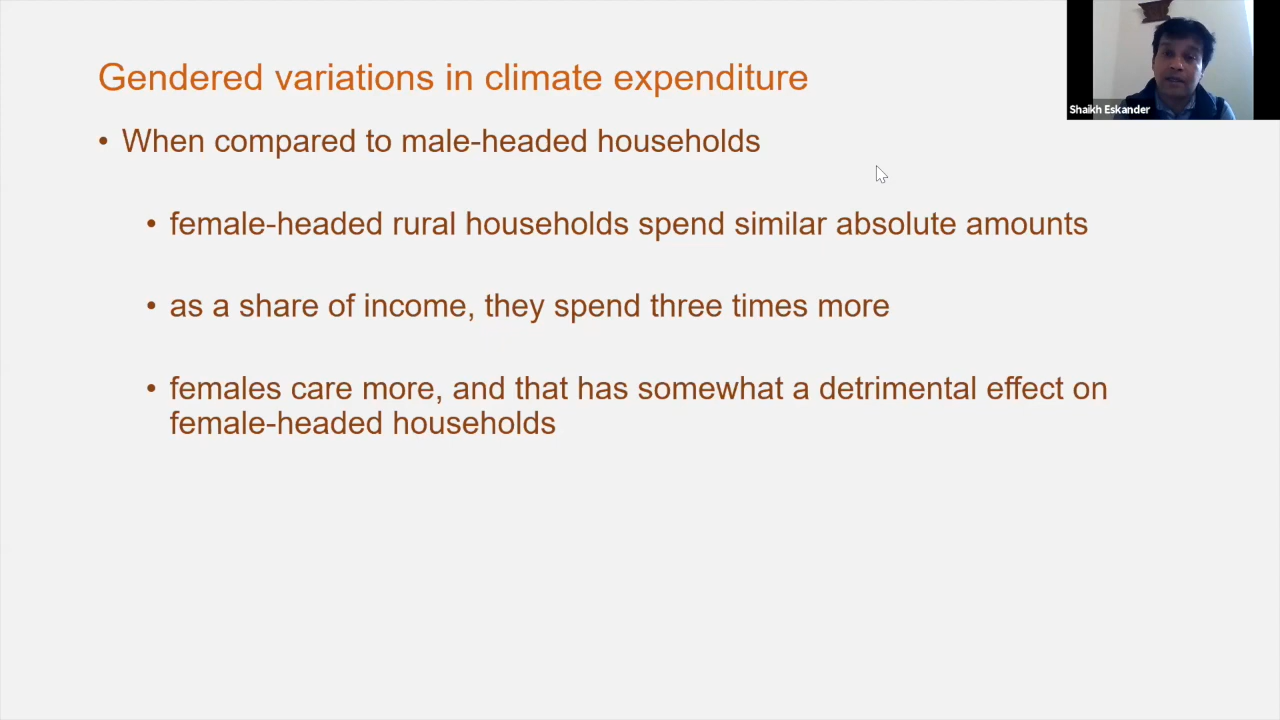 Gendered variations in climate expenditure
Shaikh Eskander
• When compared to male-headed households
• female-headed rural households spend similar absolute amounts
• as a share of income, they spend three times more
• females care more, and that has somewhat a detrimental effect on
female-headed households